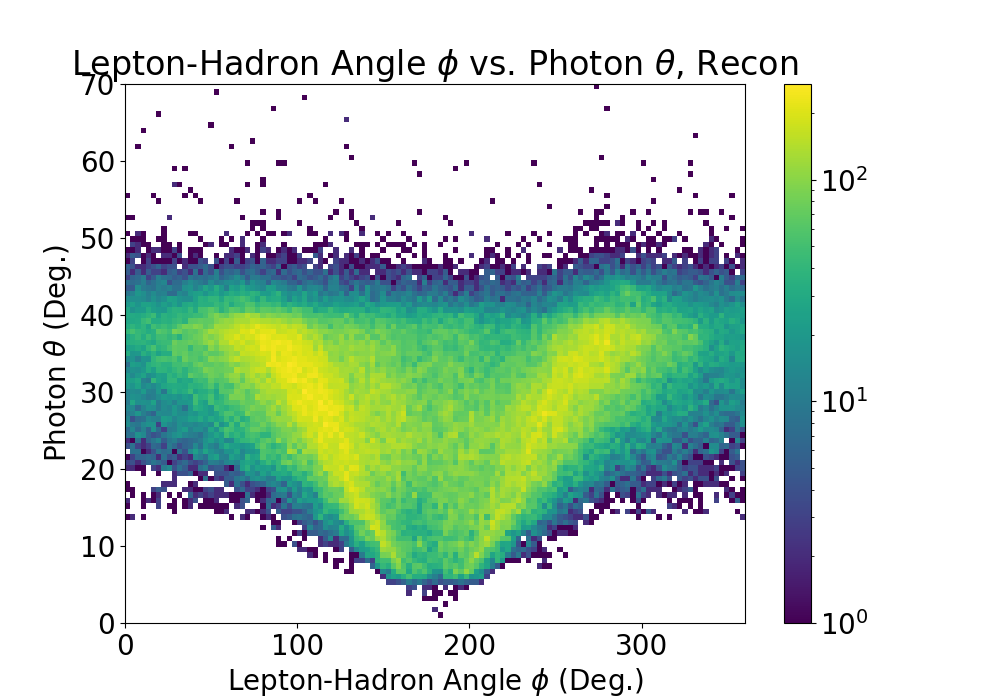 Lepton-Hadron Angle ϕ vs. Photon θ, Recon
70
60
50
40
30
20
10
0
Photon θ (Deg.)
0 100 200 300
Lepton-Hadron Angle ϕ (Deg.)
10²
10¹
10⁰